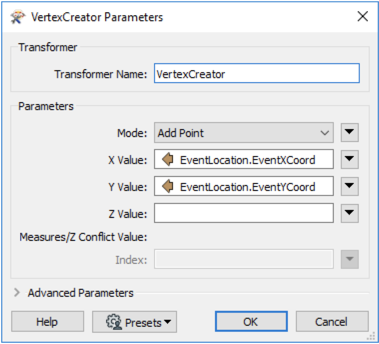 VertexCreator Parameters
Transformer
Transformer Name: VertexCreator
Parameters
Mode: Add Point
X Value: EventLocation.EventXCoord
Y Value: EventLocation.EventYCoord
Z Value:
Measures/Z Conflict Value:
Index:
Advanced Parameters
Help Presets OK Cancel